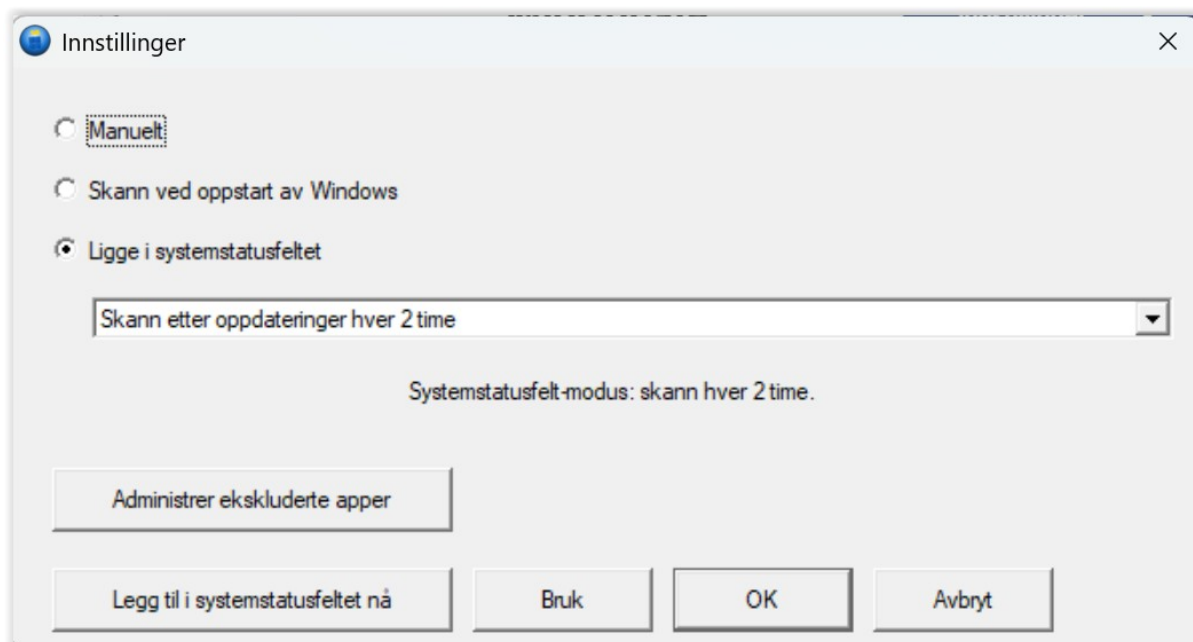 Innstillinger
Manuelt
Skann ved oppstart av Windows
Ligge i systemstatusfeltet
Skann etter oppdateringer hver 2 time
Systemstatusfelt-modus: skann hver 2 time.
Administrer ekskluderte apper
Legg til i systemstatusfeltet nå Bruk OK Avbryt